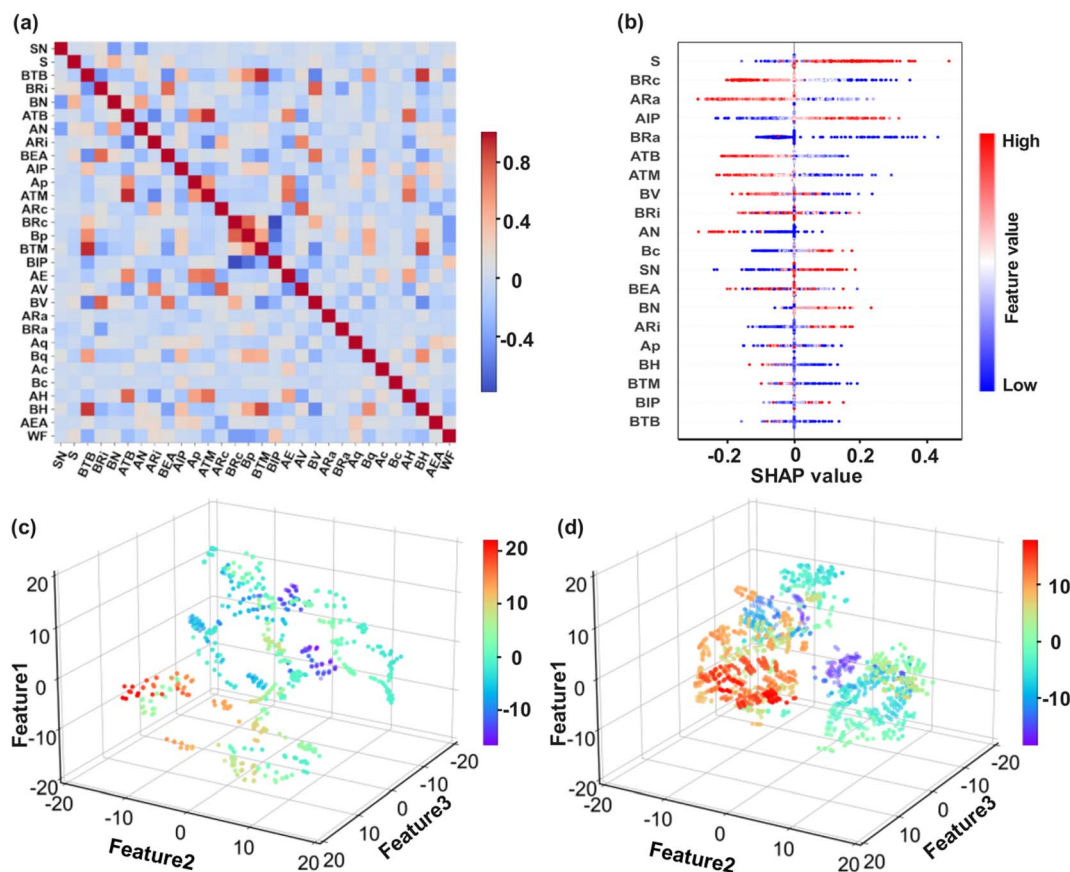 (a)
SN
S
BTB
BRi
BN
ATB
AN
ARi
BEA
AIP
Ap
ATM
ARc
BRc
Bp
BTM
BIP
AE
AV
BV
ARa
BRa
Aq
Bq
Ac
Bc
AH
BH
AEA
WF
SN S BTB BRi BN ATB AN ARi BEA AIP Ap ATM ARc BRc Bp BTM BIP AE AV BV ARa BRa Aq Bq Ac Bc AH BH AEA WF
0.8
0.4
0
-0.4
(b)
S
BRc
ARa
AIP
BRa
ATB
ATM
BV
BRi
AN
Bc
SN
BEA
BN
ARi
Ap
BH
BTM
BIP
BTB
-0.2 0 0.2 0.4
SHAP value
High
Feature value
Low
(c)
20
10
0
-10
-20
Feature1
-20 -10 0 10 20
Feature2
20 10 0 -10 -20
Feature3
20
10
0
-10
(d)
20
10
0
-10
-20
Feature1
-20 -10 0 10 20
Feature2
20 10 0 -10 -20
Feature3
10
0
-10